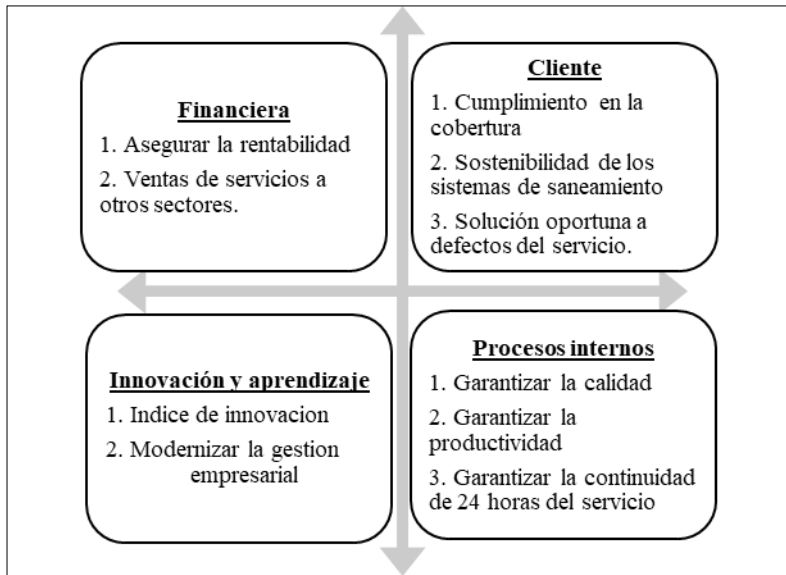 Financiera
1. Asegurar la rentabilidad
2. Ventas de servicios a
otros sectores.
Cliente
1. Cumplimiento en la
cobertura
2. Sostenibilidad de los
sistemas de saneamiento
3. Solución oportuna a
defectos del servicio.
Innovación y aprendizaje
1. Indice de innovacion
2. Modernizar la gestion
empresarial
Procesos internos
1. Garantizar la calidad
2. Garantizar la
productividad
3. Garantizar la continuidad
de 24 horas del servicio